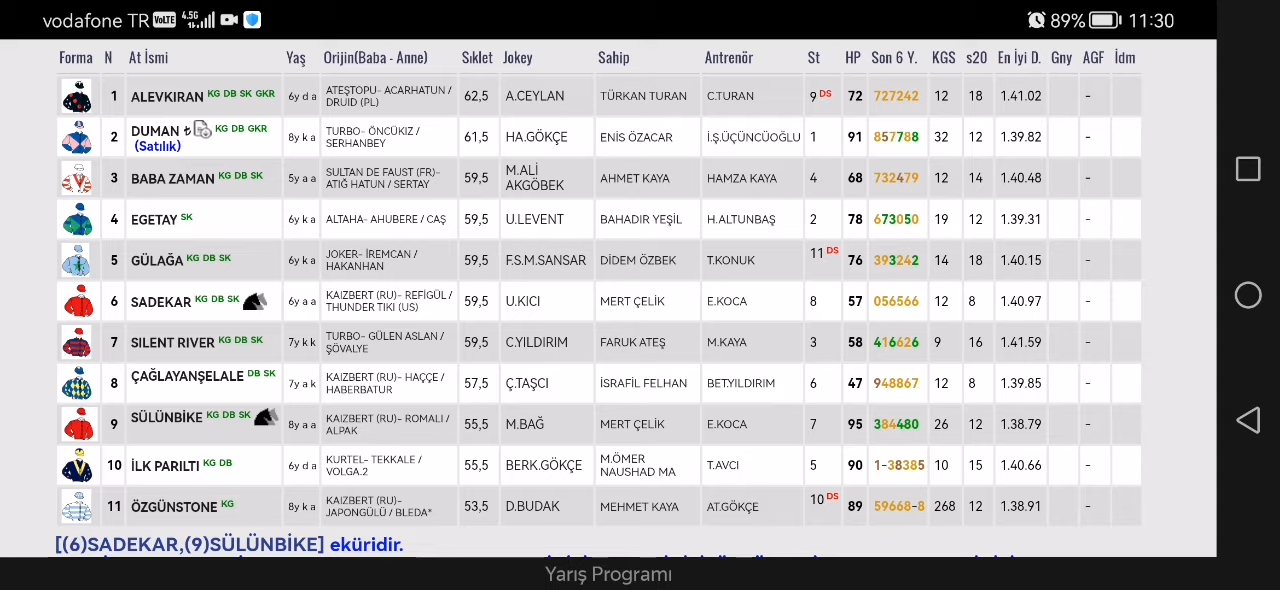 vodafone TR VoLTE 4.5G 89% 11:30
Forma N At İsmi Yaş Orijin(Baba - Anne) Sıklet Jokey Sahip Antrenör St HP Son 6 Y. KGS s20 En İyi D. Gny AGF İdm
1 ALEVKIRAN KG DB SK GKR 6y d a ATEŞTOPU- ACARHATUN / DRUID (PL) 62,5 A.CEYLAN TÜRKAN TURAN C.TURAN 9 DS 72 727242 12 18 1.41.02 -
2 DUMAN ₺ KG DB GKR (Satılık) 8y k a TURBO- ÖNCÜKIZ / SERHANBEY 61,5 HA.GÖKÇE ENİS ÖZACAR İ.Ş.ÜÇÜNCÜOĞLU 1 91 857788 32 12 1.39.82 -
3 BABA ZAMAN KG DB SK 5y a a SULTAN DE FAUST (FR)- ATIĞ HATUN / SERTAY 59,5 M.ALİ AKGÖBEK AHMET KAYA HAMZA KAYA 4 68 732479 12 14 1.40.48 -
4 EGETAY SK 6y k a ALTAHA- AHUBERE / CAŞ 59,5 U.LEVENT BAHADIR YEŞİL H.ALTUNBAŞ 2 78 673050 19 12 1.39.31 -
5 GÜLAĞA KG DB SK 6y k a JOKER- İREMCAN / HAKANHAN 59,5 F.S.M.SANSAR DİDEM ÖZBEK T.KONUK 11 DS 76 393242 14 18 1.40.15 -
6 SADEKAR KG DB SK 6y a a KAIZBERT (RU)- REFİGÜL / THUNDER TIKI (US) 59,5 U.KICI MERT ÇELİK E.KOCA 8 57 056566 12 8 1.40.97 -
7 SILENT RIVER KG DB SK 7y k k TURBO- GÜLEN ASLAN / ŞÖVALYE 59,5 C.YILDIRIM FARUK ATEŞ M.KAYA 3 58 416626 9 16 1.41.59 -
8 ÇAĞLAYANŞELALE DB SK 7y a k KAIZBERT (RU)- HAÇÇE / HABERBATUR 57,5 Ç.TAŞCI İSRAFİL FELHAN BET.YILDIRIM 6 47 948867 12 8 1.39.85 -
9 SÜLÜNBİKE KG DB SK 8y a a KAIZBERT (RU)- ROMALI / ALPAK 55,5 M.BAĞ MERT ÇELİK E.KOCA 7 95 384480 26 12 1.38.79 -
10 İLK PARILTI KG DB 6y d a KURTEL- TEKKALE / VOLGA.2 55,5 BERK.GÖKÇE M.ÖMER NAUSHAD MA T.AVCI 5 90 1-38385 10 15 1.40.66 -
11 ÖZGÜNSTONE KG 8y k a KAIZBERT (RU)- JAPONGÜLÜ / BLEDA* 53,5 D.BUDAK MEHMET KAYA AT.GÖKÇE 10 DS 89 59668-8 268 12 1.38.91 -
[(6)SADEKAR,(9)SÜLÜNBİKE] eküridir.
Yarış Programı